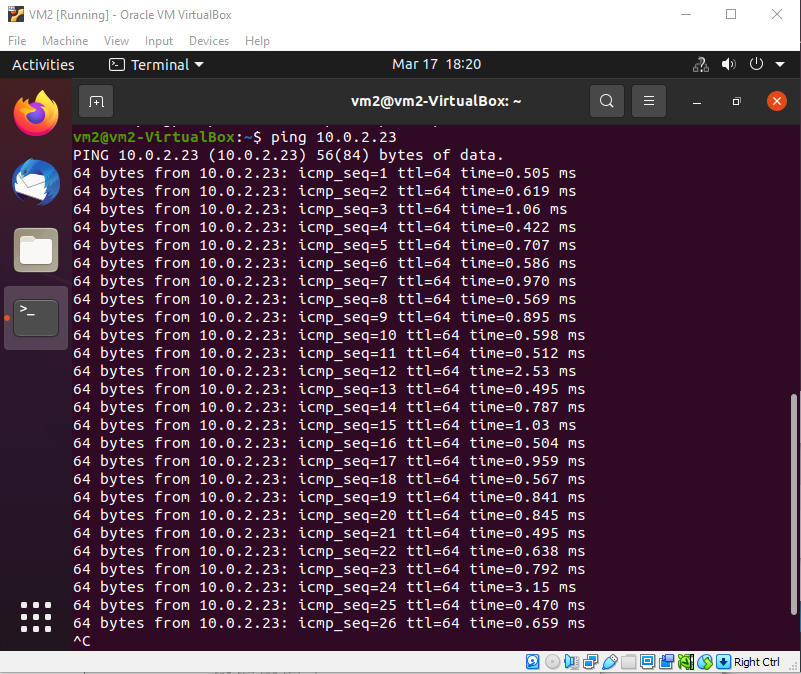 VM2 [Running] - Oracle VM VirtualBox
File Machine View Input Devices Help
Activities Terminal Mar 17 18:20
vm2@vm2-VirtualBox: ~
vm2@vm2-VirtualBox:~$ ping 10.0.2.23
PING 10.0.2.23 (10.0.2.23) 56(84) bytes of data.
64 bytes from 10.0.2.23: icmp_seq=1 ttl=64 time=0.505 ms
64 bytes from 10.0.2.23: icmp_seq=2 ttl=64 time=0.619 ms
64 bytes from 10.0.2.23: icmp_seq=3 ttl=64 time=1.06 ms
64 bytes from 10.0.2.23: icmp_seq=4 ttl=64 time=0.422 ms
64 bytes from 10.0.2.23: icmp_seq=5 ttl=64 time=0.707 ms
64 bytes from 10.0.2.23: icmp_seq=6 ttl=64 time=0.586 ms
64 bytes from 10.0.2.23: icmp_seq=7 ttl=64 time=0.970 ms
64 bytes from 10.0.2.23: icmp_seq=8 ttl=64 time=0.569 ms
64 bytes from 10.0.2.23: icmp_seq=9 ttl=64 time=0.895 ms
64 bytes from 10.0.2.23: icmp_seq=10 ttl=64 time=0.598 ms
64 bytes from 10.0.2.23: icmp_seq=11 ttl=64 time=0.512 ms
64 bytes from 10.0.2.23: icmp_seq=12 ttl=64 time=2.53 ms
64 bytes from 10.0.2.23: icmp_seq=13 ttl=64 time=0.495 ms
64 bytes from 10.0.2.23: icmp_seq=14 ttl=64 time=0.787 ms
64 bytes from 10.0.2.23: icmp_seq=15 ttl=64 time=1.03 ms
64 bytes from 10.0.2.23: icmp_seq=16 ttl=64 time=0.504 ms
64 bytes from 10.0.2.23: icmp_seq=17 ttl=64 time=0.959 ms
64 bytes from 10.0.2.23: icmp_seq=18 ttl=64 time=0.567 ms
64 bytes from 10.0.2.23: icmp_seq=19 ttl=64 time=0.841 ms
64 bytes from 10.0.2.23: icmp_seq=20 ttl=64 time=0.845 ms
64 bytes from 10.0.2.23: icmp_seq=21 ttl=64 time=0.495 ms
64 bytes from 10.0.2.23: icmp_seq=22 ttl=64 time=0.638 ms
64 bytes from 10.0.2.23: icmp_seq=23 ttl=64 time=0.792 ms
64 bytes from 10.0.2.23: icmp_seq=24 ttl=64 time=3.15 ms
64 bytes from 10.0.2.23: icmp_seq=25 ttl=64 time=0.470 ms
64 bytes from 10.0.2.23: icmp_seq=26 ttl=64 time=0.659 ms
^C
Right Ctrl